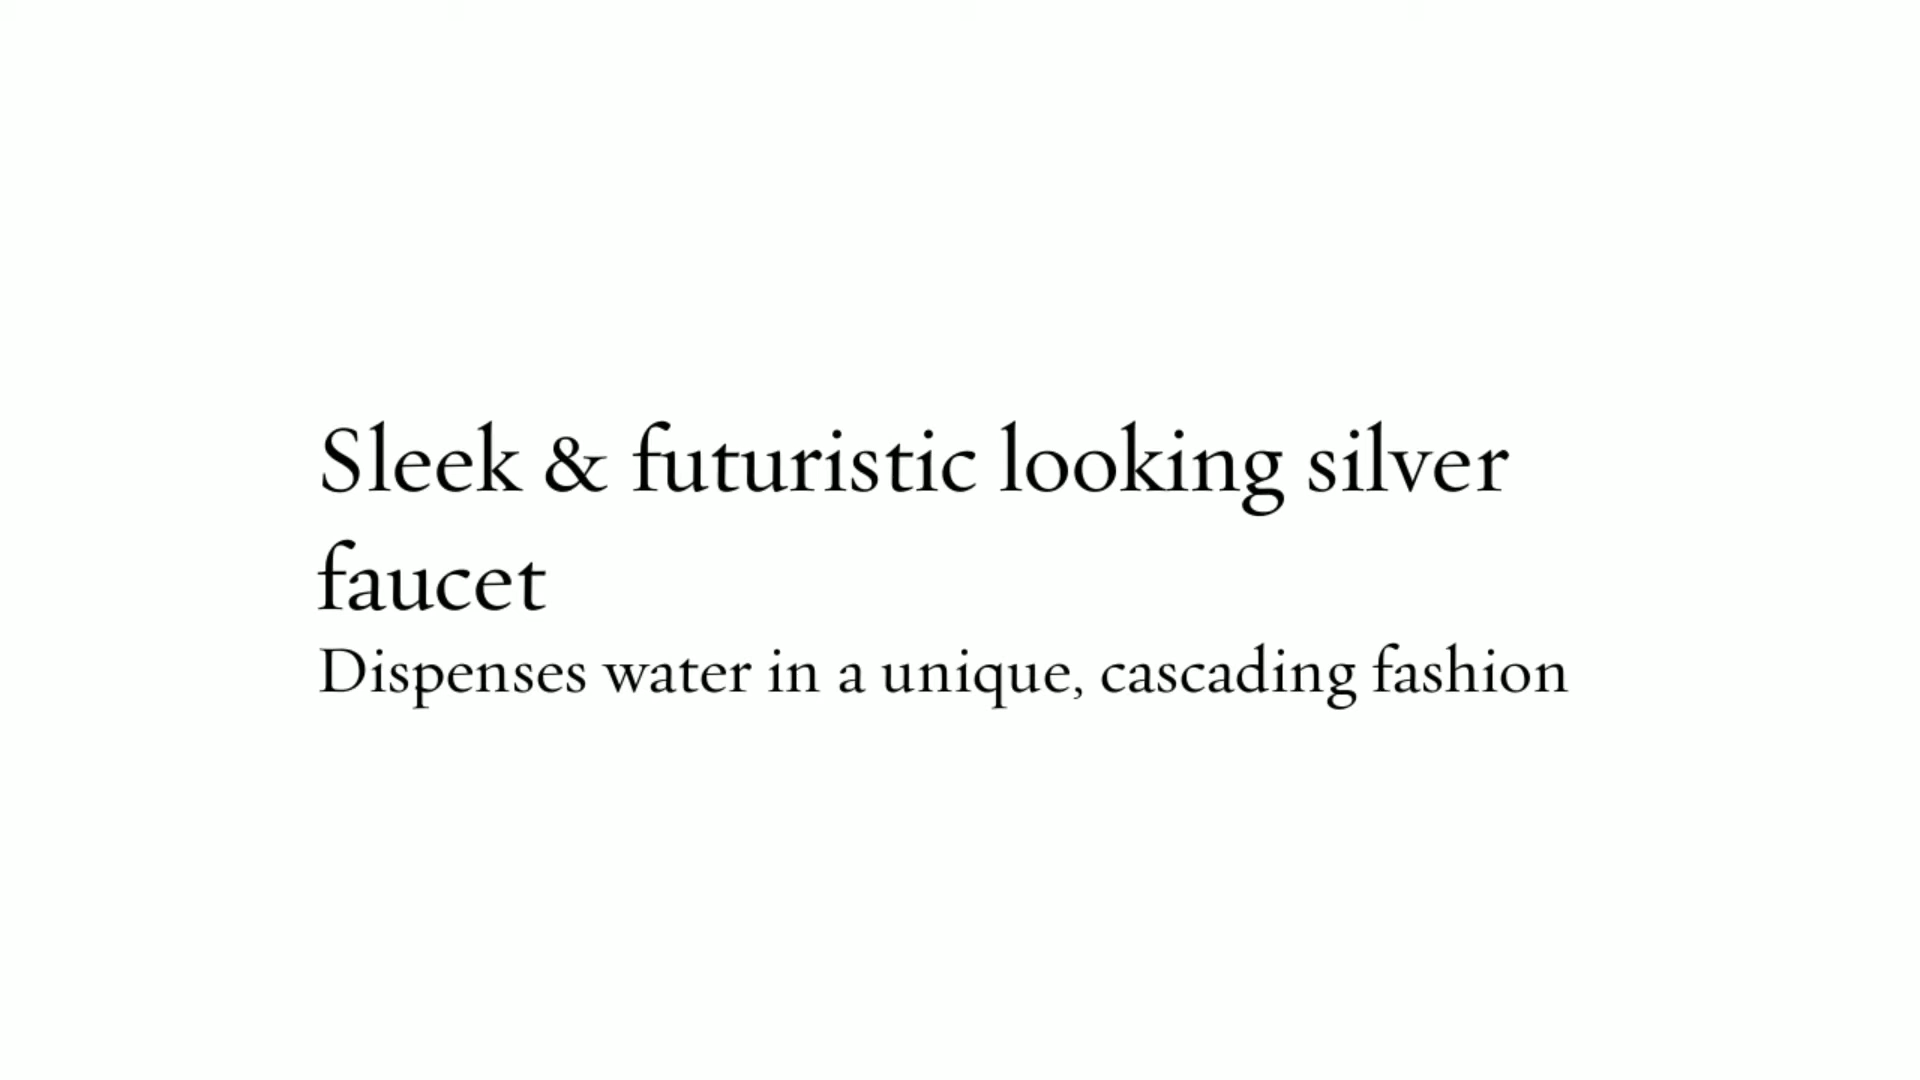 Sleek & futuristic looking silver
faucet
Dispenses water in a unique, cascading fashion